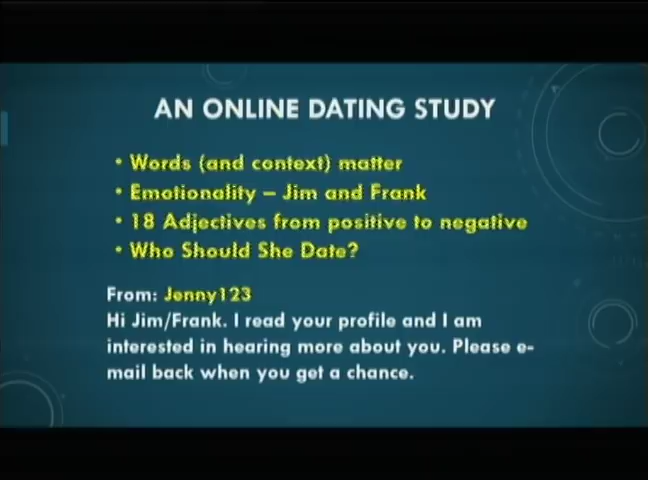 AN ONLINE DATING STUDY
• Words (and context) matter
• Emotionality – Jim and Frank
• 18 Adjectives from positive to negative
• Who Should She Date?
From: Jenny123
Hi Jim/Frank. I read your profile and I am
interested in hearing more about you. Please e-
mail back when you get a chance.